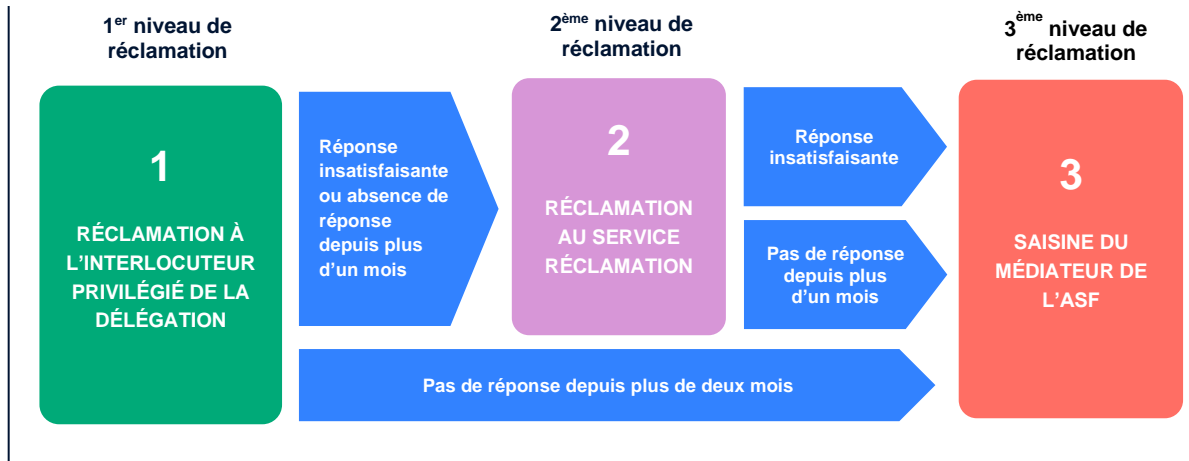 1er niveau de
réclamation
2ème niveau de
réclamation
3ème niveau de
réclamation
1
RÉCLAMATION À
L’INTERLOCUTEUR
PRIVILÉGIÉ DE LA
DÉLÉGATION
Réponse
insatisfaisante
ou absence de
réponse
depuis plus
d’un mois
2
RÉCLAMATION
AU SERVICE
RÉCLAMATION
Réponse
insatisfaisante
Pas de réponse
depuis plus
d’un mois
3
SAISINE DU
MÉDIATEUR DE
L’ASF
Pas de réponse depuis plus de deux mois